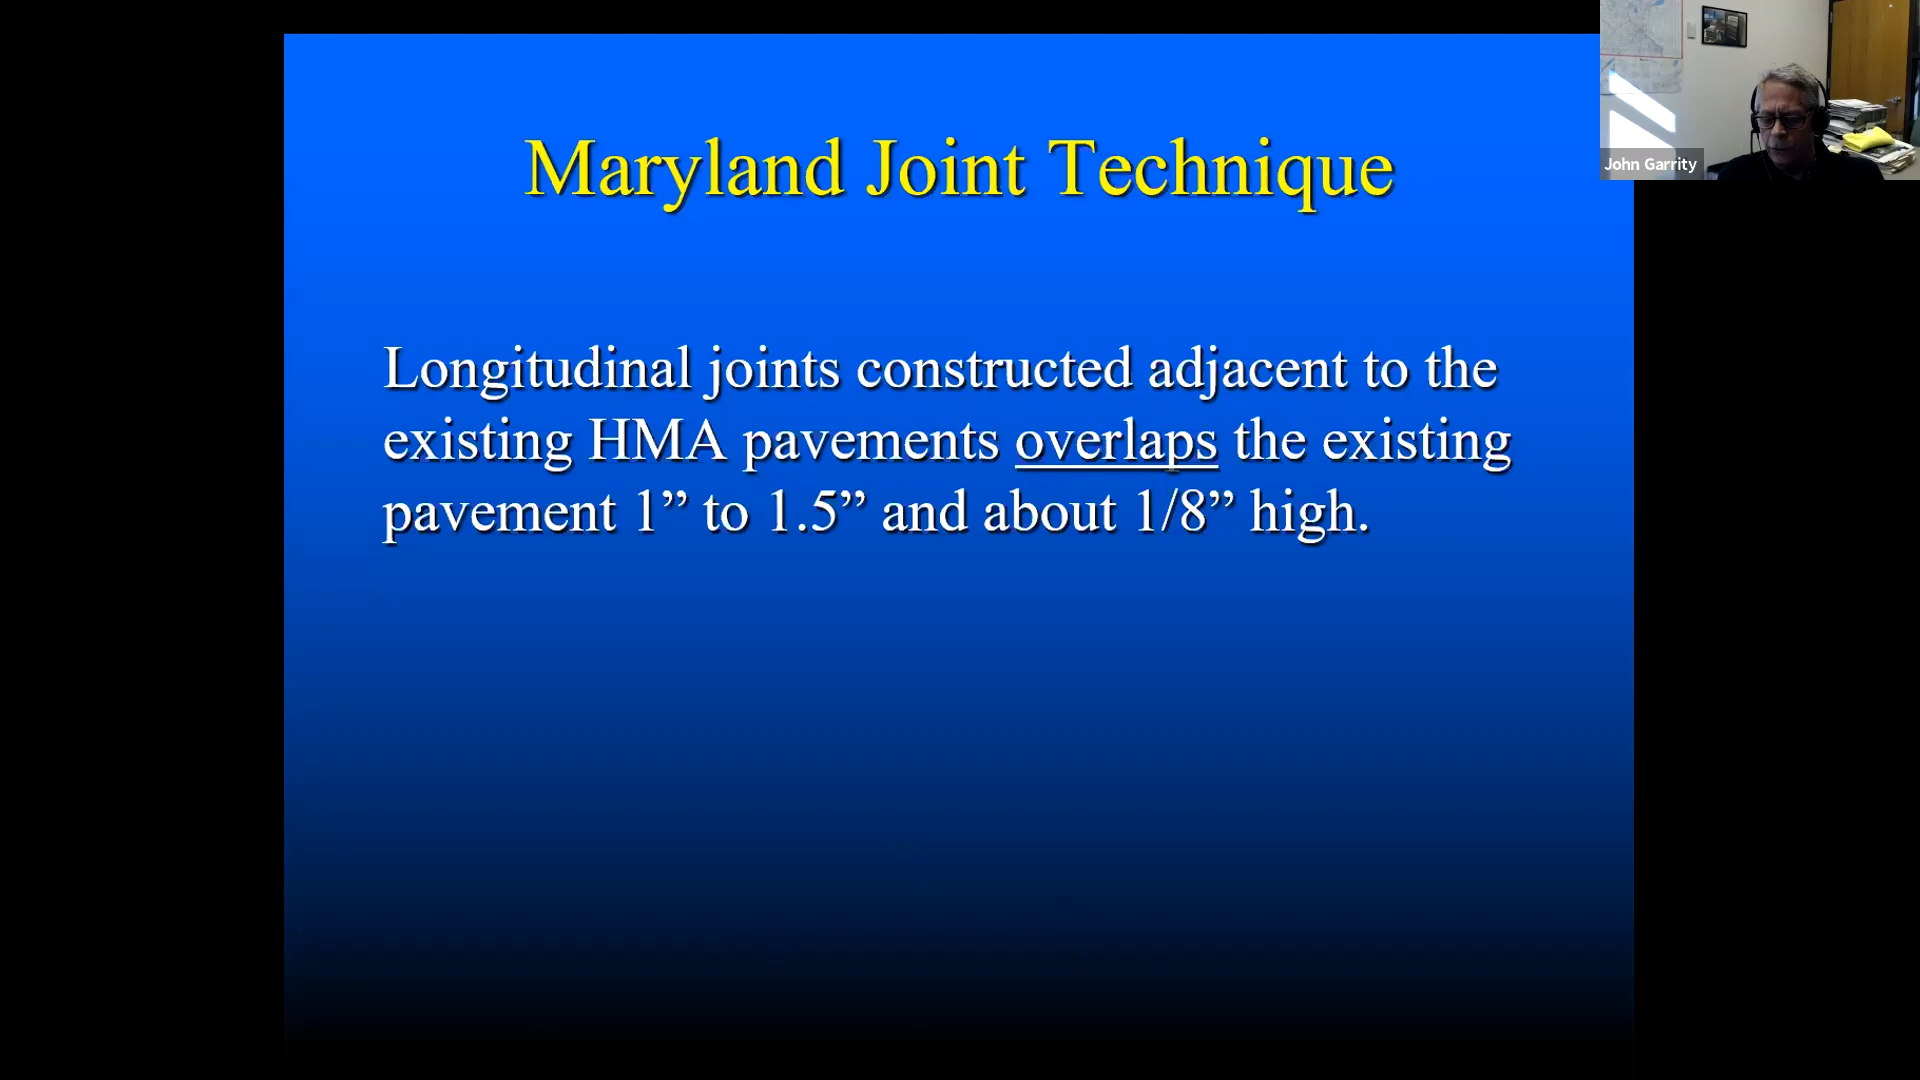 Maryland Joint Technique
John Garrity
Longitudinal joints constructed adjacent to the
existing HMA pavements overlaps the existing
pavement 1” to 1.5” and about 1/8” high.